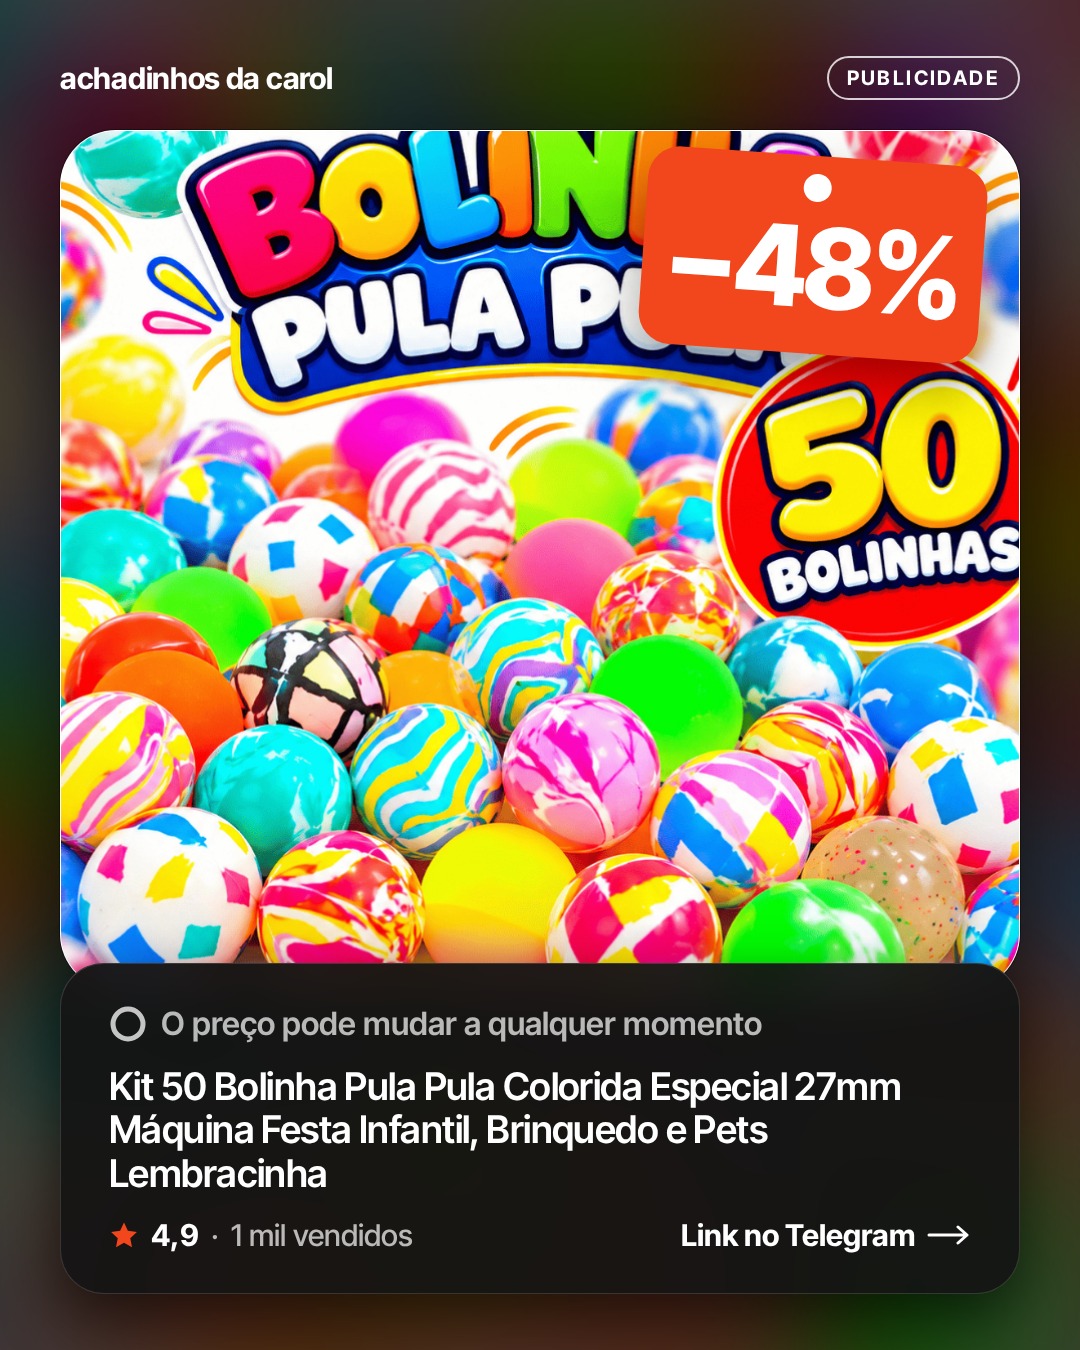 achadinhos da carol
PUBLICIDADE
-48%
PULA
50
BOLINHAS
O preço pode mudar a qualquer momento
Kit 50 Bolinha Pula Pula Colorida Especial 27mm
Máquina Festa Infantil, Brinquedo e Pets
Lembracinha
4,9 · 1 mil vendidos
Link no Telegram →